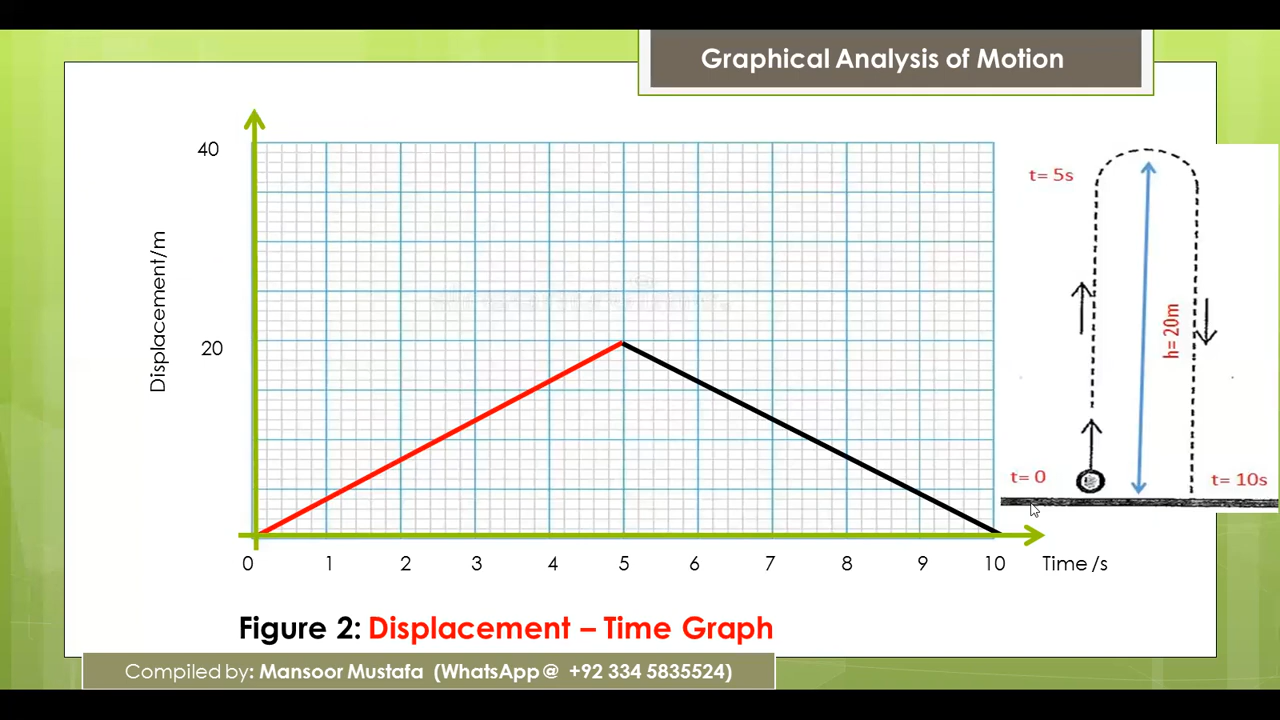 Graphical Analysis of Motion
40
20
Displacement/m
0 1 2 3 4 5 6 7 8 9 10 Time /s
t= 5s
h= 20m
t= 0
t= 10s
Figure 2: Displacement – Time Graph
Compiled by: Mansoor Mustafa (WhatsApp @ +92 334 5835524)